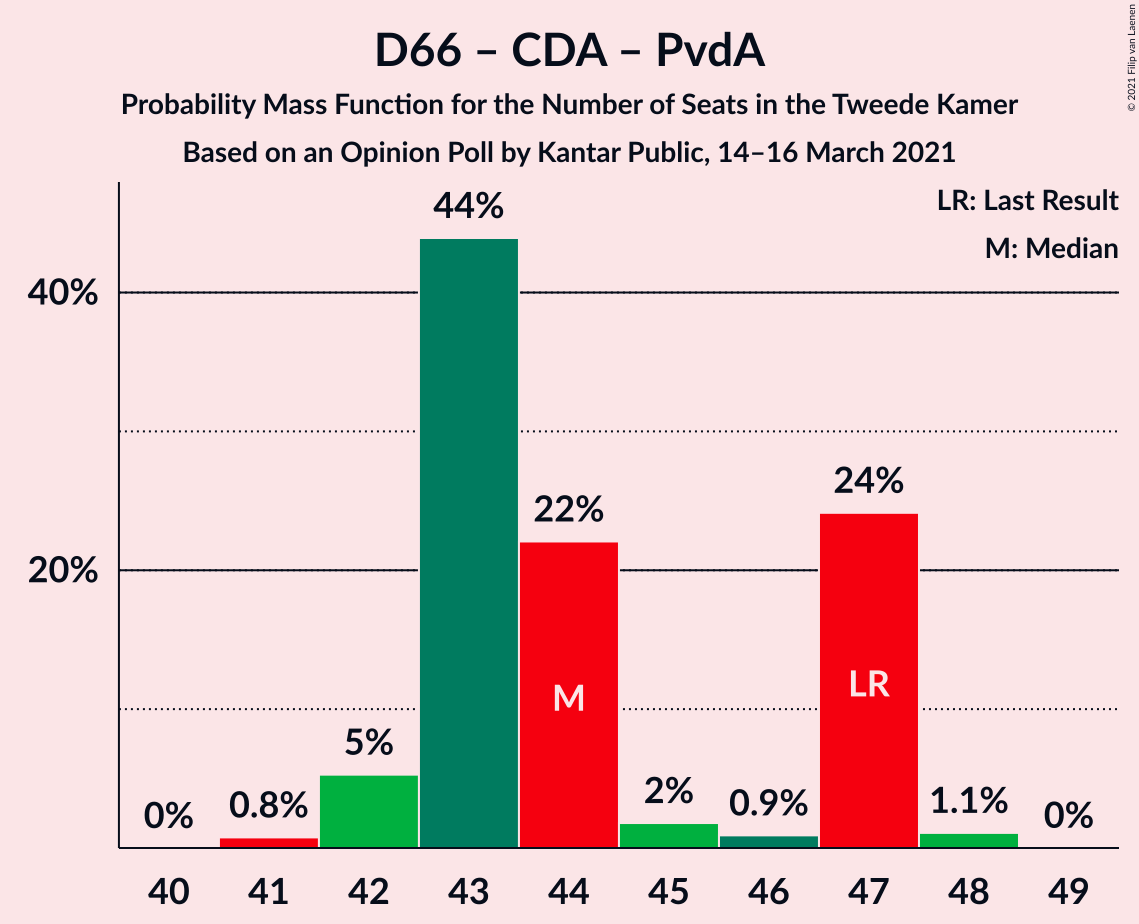 D66 – CDA – PvdA
Probability Mass Function for the Number of Seats in the Tweede Kamer
Based on an Opinion Poll by Kantar Public, 14–16 March 2021
© 2021 Filip van Laenen
LR: Last Result
M: Median
40%
20%
0%
0.8%
5%
44%
22%
2%
0.9%
24%
1.1%
0%
M
LR
40 41 42 43 44 45 46 47 48 49